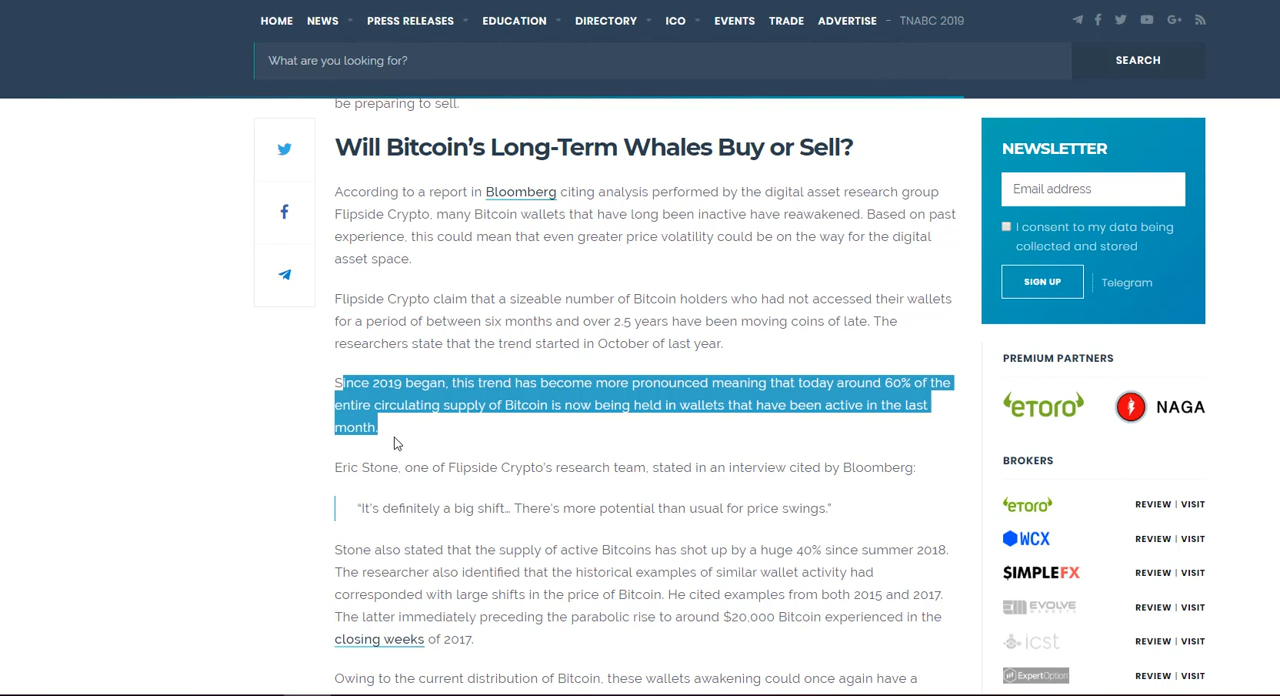 HOME NEWS PRESS RELEASES EDUCATION DIRECTORY ICO EVENTS TRADE ADVERTISE – TNABC 2019
What are you looking for? SEARCH
be preparing to sell.
Will Bitcoin’s Long-Term Whales Buy or Sell?
According to a report in Bloomberg citing analysis performed by the digital asset research group
Flipside Crypto, many Bitcoin wallets that have long been inactive have reawakened. Based on past
experience, this could mean that even greater price volatility could be on the way for the digital
asset space.
Flipside Crypto claim that a sizeable number of Bitcoin holders who had not accessed their wallets
for a period of between six months and over 2.5 years have been moving coins of late. The
researchers state that the trend started in October of last year.
Since 2019 began, this trend has become more pronounced meaning that today around 60% of the
entire circulating supply of Bitcoin is now being held in wallets that have been active in the last
month.
Eric Stone, one of Flipside Crypto’s research team, stated in an interview cited by Bloomberg:
“It’s definitely a big shift… There’s more potential than usual for price swings.”
Stone also stated that the supply of active Bitcoins has shot up by a huge 40% since summer 2018.
The researcher also identified that the historical examples of similar wallet activity had
corresponded with large shifts in the price of Bitcoin. He cited examples from both 2015 and 2017.
The latter immediately preceding the parabolic rise to around $20,000 Bitcoin experienced in the
closing weeks of 2017.
Owing to the current distribution of Bitcoin, these wallets awakening could once again have a
NEWSLETTER
Email address
I consent to my data being
collected and stored
SIGN UP Telegram
PREMIUM PARTNERS
eToro NAGA
BROKERS
eToro REVIEW | VISIT
WCX REVIEW | VISIT
SIMPLEFX REVIEW | VISIT
EVOLVE MARKETS REVIEW | VISIT
icst REVIEW | VISIT
ExpertOption REVIEW | VISIT